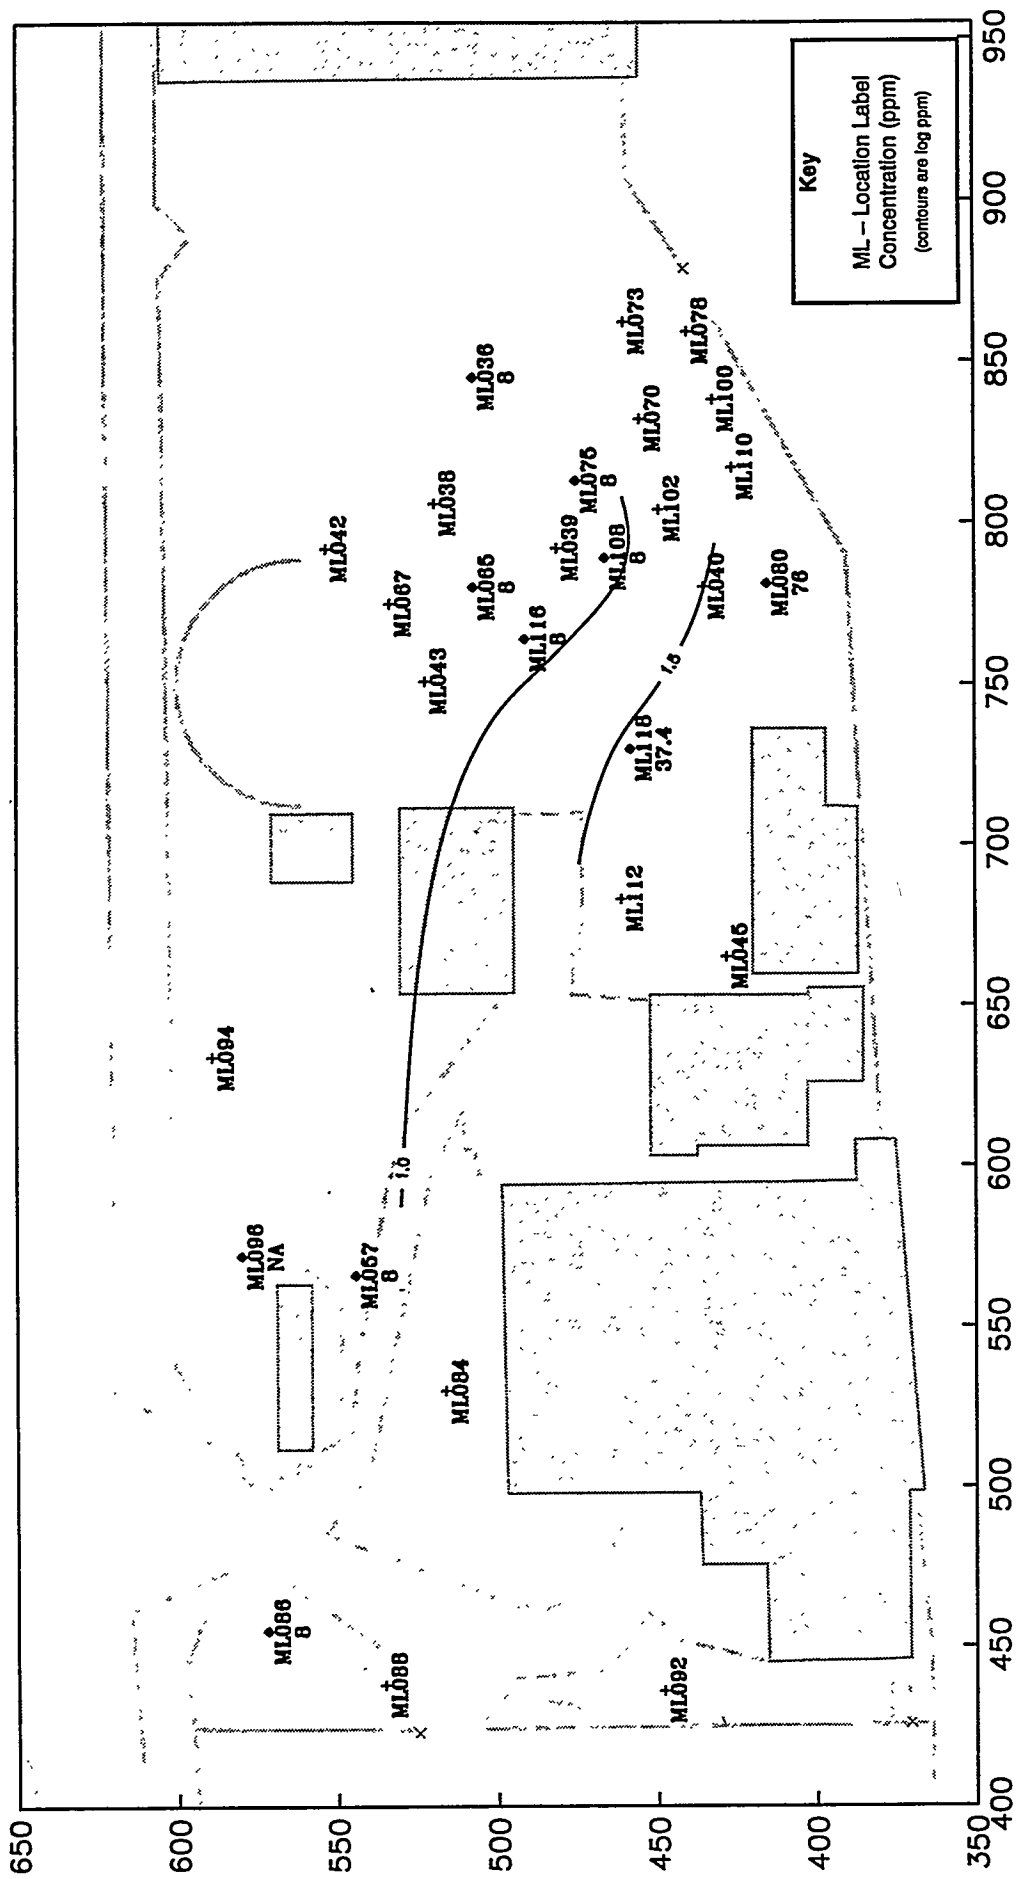 650
600
550
500
450
400
350
400
450
500
550
600
650
700
750
800
850
900
950
ML094
ML096
NA
ML086
8
ML042
ML067
ML043
ML038
ML036
8
ML065
8
ML116
8
ML039
ML075
8
ML108
8
ML057
8
ML088
ML084
1.0
ML073
ML070
ML102
ML078
ML100
ML110
ML040
ML080
76
1.5
ML118
37.4
ML112
ML045
ML092
Key
ML – Location Label
Concentration (ppm)
(contours are log ppm)